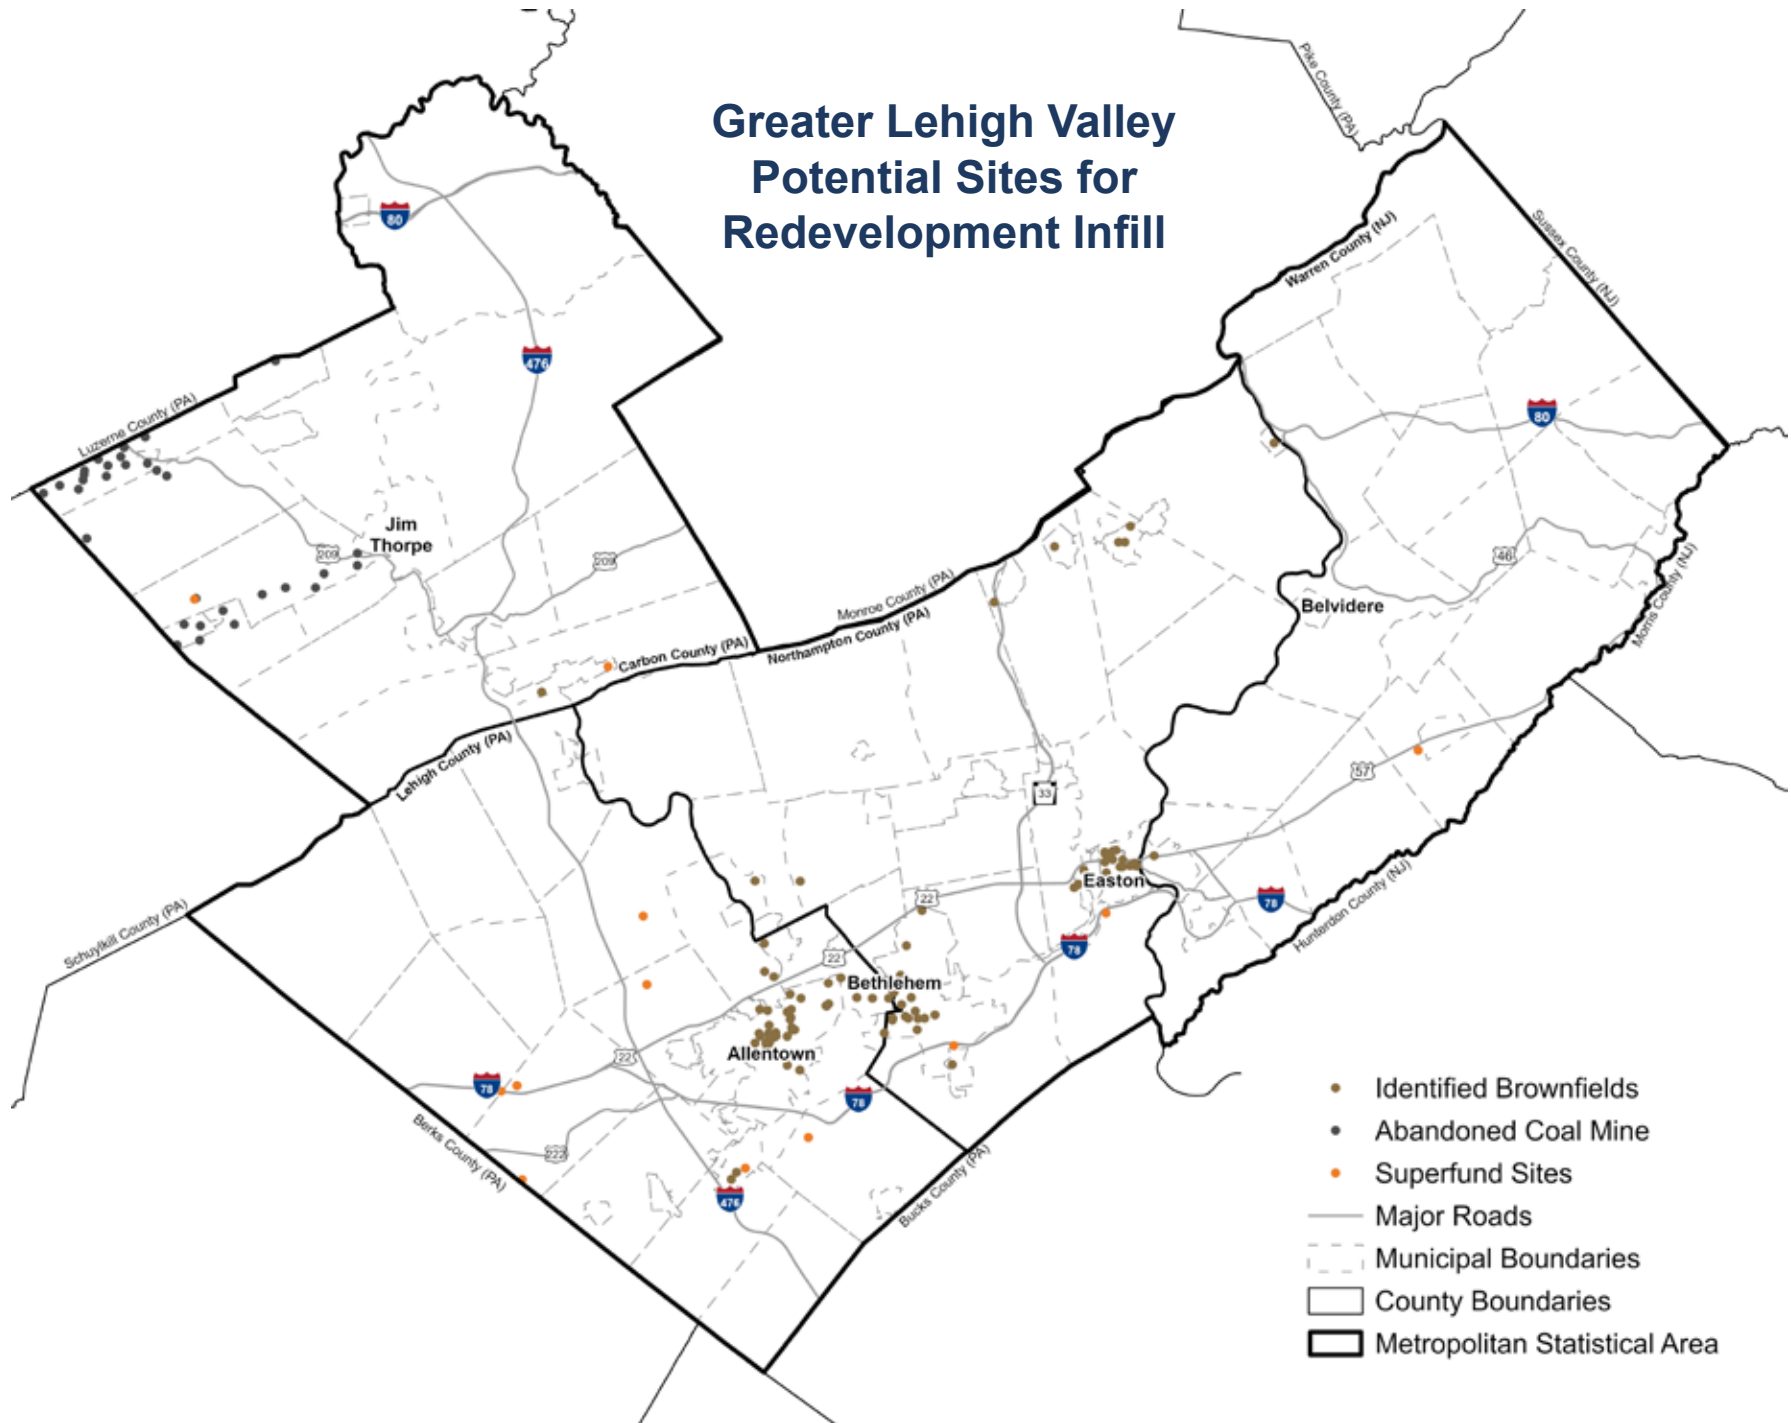 Pike County (PA)
Greater Lehigh Valley
Potential Sites for
Redevelopment Infill
80
Warren County (NJ)
Sussex County (NJ)
476
80
Luzerne County (PA)
Jim
Thorpe
209
209
46
Monroe County (PA)
Northampton County (PA)
Belvidere
Morris County (NJ)
Carbon County (PA)
Lehigh County (PA)
57
33
Easton
22
78
Hunterdon County (NJ)
Schuylkill County (PA)
78
22
Bethlehem
Allentown
22
78
78
222
Berks County (PA)
476
Bucks County (PA)
Identified Brownfields
Abandoned Coal Mine
Superfund Sites
Major Roads
Municipal Boundaries
County Boundaries
Metropolitan Statistical Area